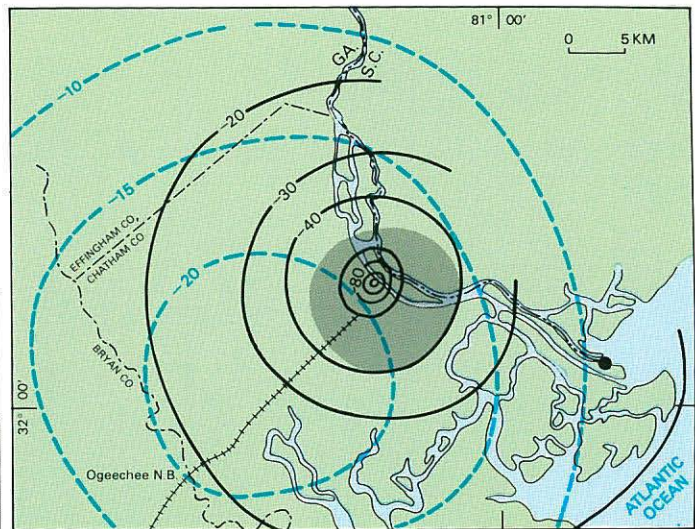 81° 00'
0 5 KM
GA.
S.C.
-10
-20
-15
-30
-40
EFFINGHAM CO.
CHATHAM CO
-20
80
BRYAN CO
32° 00'
Ogeechee N.B.
ATLANTIC
OCEAN